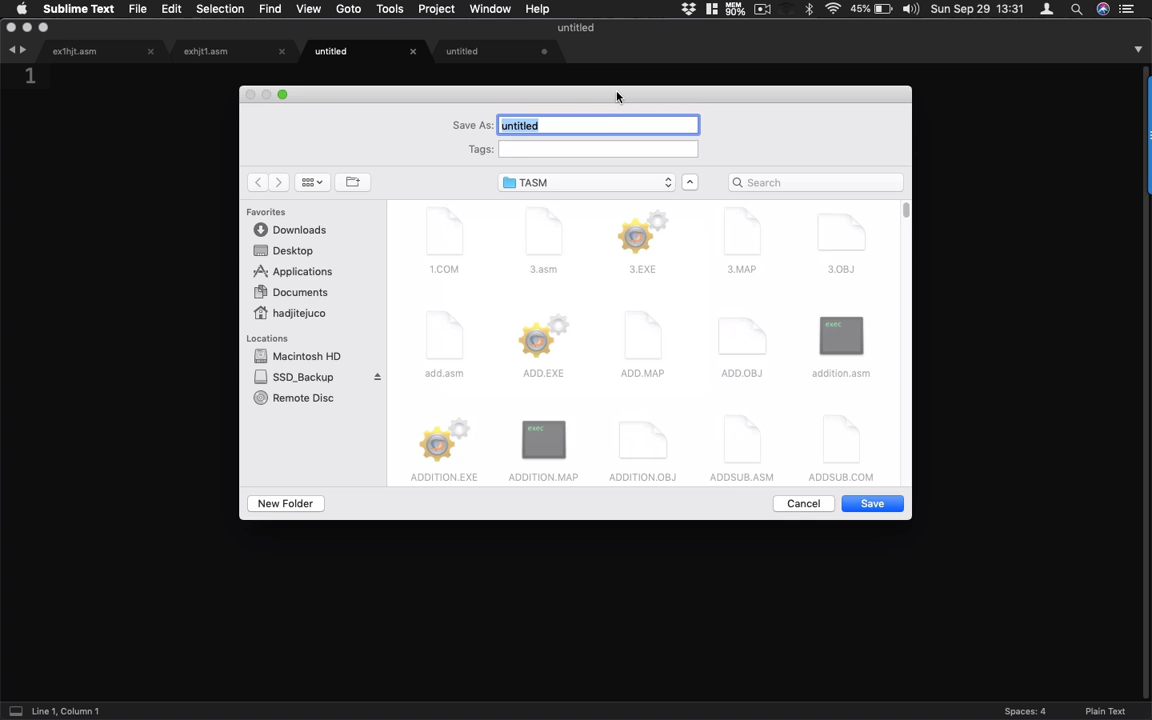 Sublime Text File Edit Selection Find View Goto Tools Project Window Help MEM 90% 45% Sun Sep 29 13:31
untitled
ex1hjt.asm exhjt1.asm untitled untitled
1
Save As: untitled
Tags:
TASM Search
Favorites
Downloads
Desktop
Applications
Documents
hadjitejuco
Locations
Macintosh HD
SSD_Backup
Remote Disc
1.COM 3.asm 3.EXE 3.MAP 3.OBJ
exec
add.asm ADD.EXE ADD.MAP ADD.OBJ addition.asm
exec
ADDITION.EXE ADDITION.MAP ADDITION.OBJ ADDSUB.ASM ADDSUB.COM
New Folder Cancel Save
Line 1, Column 1 Spaces: 4 Plain Text